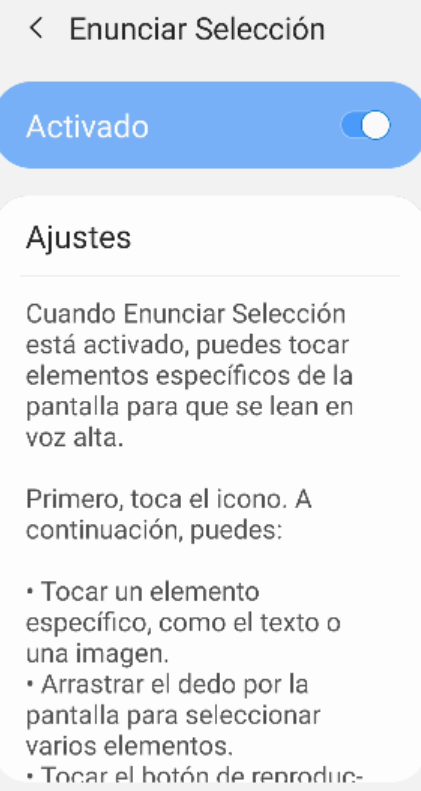 Enunciar Selección
Activado
Ajustes
Cuando Enunciar Selección
está activado, puedes tocar
elementos específicos de la
pantalla para que se lean en
voz alta.
Primero, toca el icono. A
continuación, puedes:
• Tocar un elemento
específico, como el texto o
una imagen.
• Arrastrar el dedo por la
pantalla para seleccionar
varios elementos.
• Tocar el botón de reproduc-